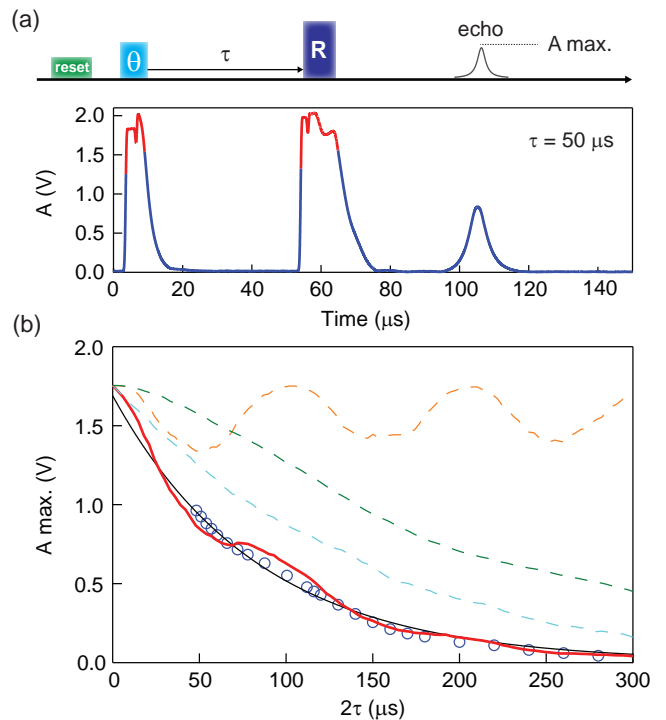 (a)
echo
A max.
reset
θ
τ
R
2.0
1.5
1.0
0.5
0.0
A (V)
τ = 50 μs
0
20
40
60
80
100
120
140
Time (μs)
(b)
2.0
1.5
1.0
0.5
0.0
A max. (V)
0
50
100
150
200
250
300
2τ (μs)